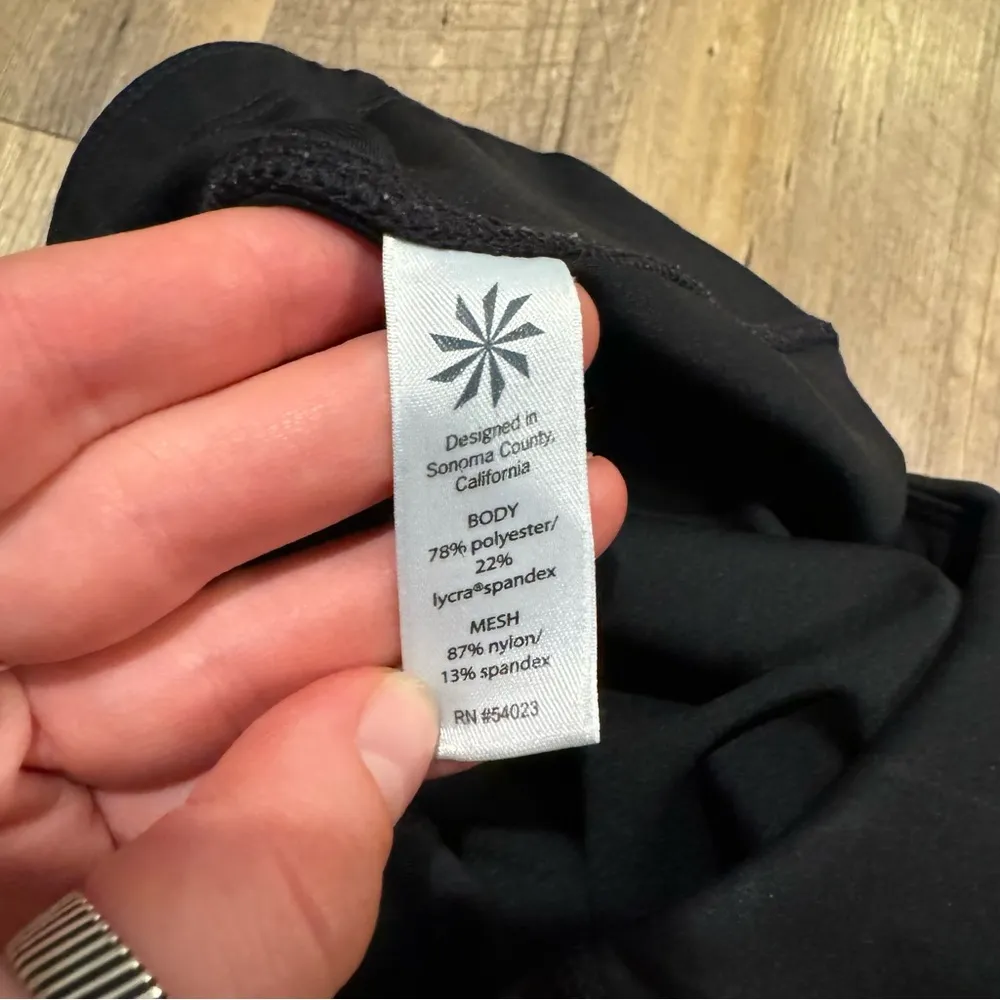 Designed in
Sonoma County,
California
BODY
78% polyester/
22%
lycra®spandex
MESH
87% nylon/
13% spandex
RN #54023